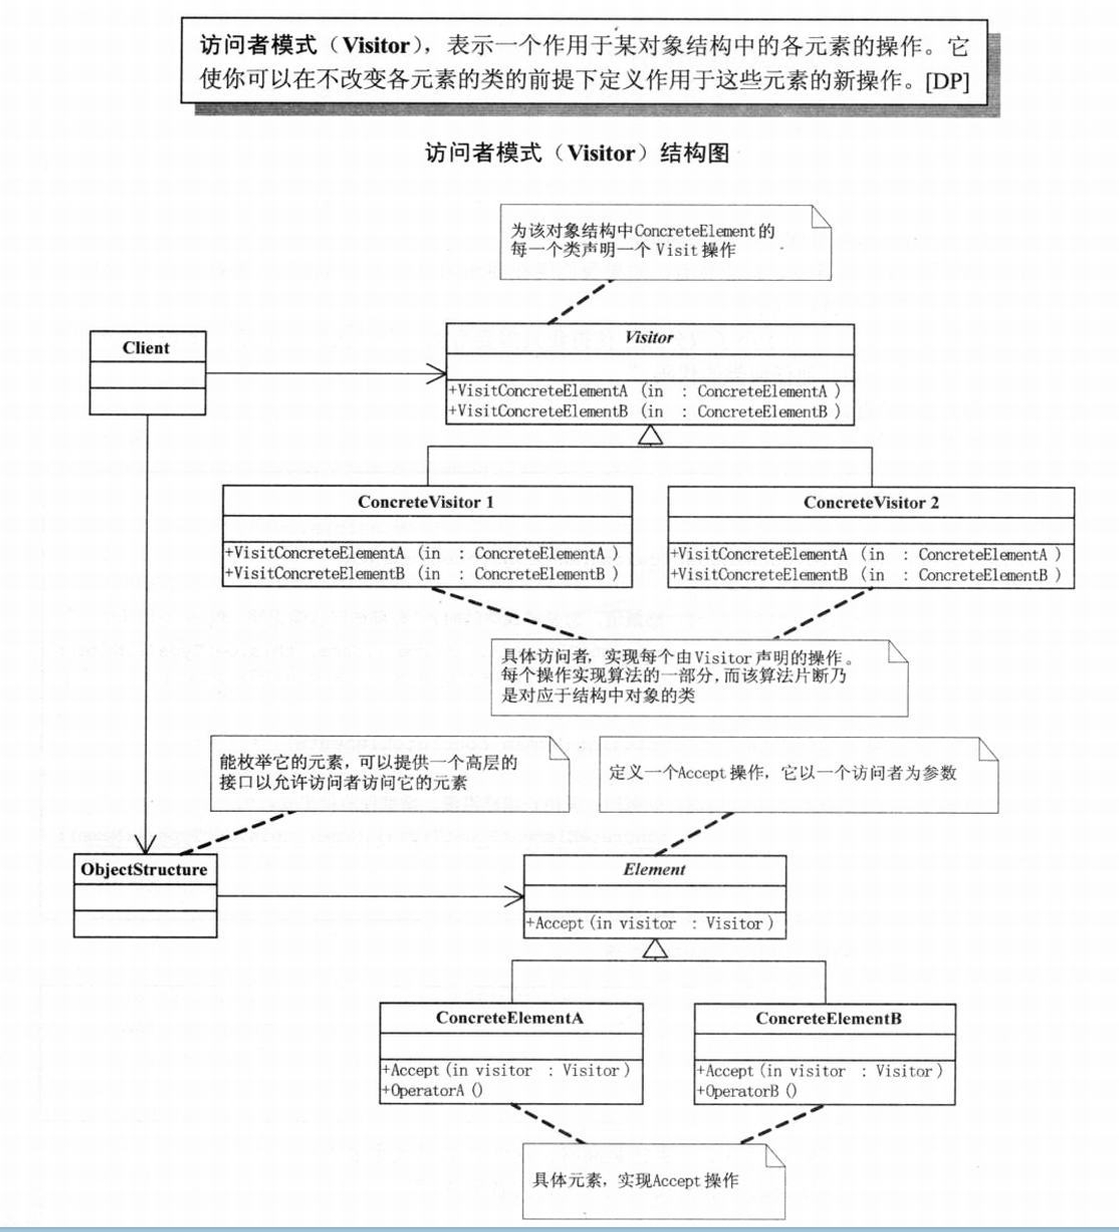 访问者模式（Visitor），表示一个作用于某对象结构中的各元素的操作。它
使你可以在不改变各元素的类的前提下定义作用于这些元素的新操作。[DP]
访问者模式（Visitor）结构图
为该对象结构中ConcreteElement的
每一个类声明一个 Visit 操作
Client
Visitor
+VisitConcreteElementA (in : ConcreteElementA )
+VisitConcreteElementB (in : ConcreteElementB )
ConcreteVisitor 1
+VisitConcreteElementA (in : ConcreteElementA )
+VisitConcreteElementB (in : ConcreteElementB )
ConcreteVisitor 2
+VisitConcreteElementA (in : ConcreteElementA )
+VisitConcreteElementB (in : ConcreteElementB )
具体访问者，实现每个由Visitor声明的操作。
每个操作实现算法的一部分，而该算法片断乃
是对应于结构中对象的类
能枚举它的元素，可以提供一个高层的
接口以允许访问者访问它的元素
定义一个Accept 操作，它以一个访问者为参数
ObjectStructure
Element
+Accept (in visitor : Visitor )
ConcreteElementA
+Accept (in visitor : Visitor )
+OperatorA ()
ConcreteElementB
+Accept (in visitor : Visitor )
+OperatorB ()
具体元素，实现Accept 操作